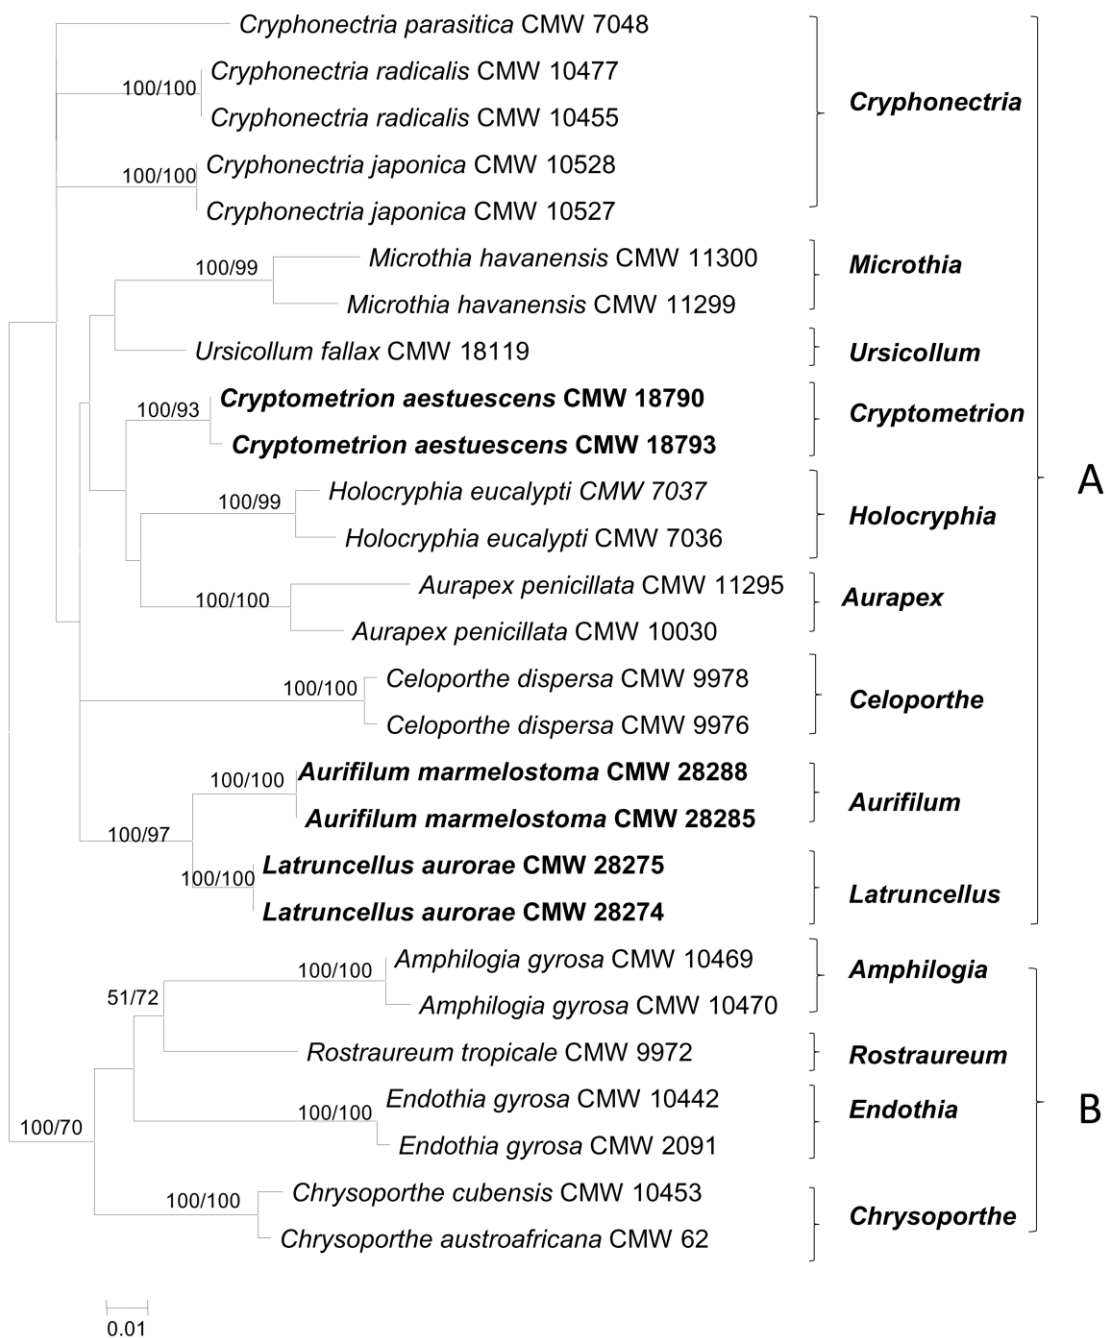 Cryphonectria parasitica CMW 7048
100/100
Cryphonectria radicalis CMW 10477
Cryphonectria radicalis CMW 10455
Cryphonectria
100/100
Cryphonectria japonica CMW 10528
Cryphonectria japonica CMW 10527
100/99
Microthia havanensis CMW 11300
Microthia havanensis CMW 11299
Microthia
Ursicollum fallax CMW 18119
Ursicollum
100/93
Cryptometrion aestuescens CMW 18790
Cryptometrion aestuescens CMW 18793
Cryptometrion
A
100/99
Holocryphia eucalypti CMW 7037
Holocryphia eucalypti CMW 7036
Holocryphia
100/100
Aurapex penicillata CMW 11295
Aurapex penicillata CMW 10030
Aurapex
100/100
Celoporthe dispersa CMW 9978
Celoporthe dispersa CMW 9976
Celoporthe
100/100
Aurifilum marmelostoma CMW 28288
Aurifilum marmelostoma CMW 28285
Aurifilum
100/97
100/100
Latruncellus aurorae CMW 28275
Latruncellus aurorae CMW 28274
Latruncellus
100/100
Amphilogia gyrosa CMW 10469
Amphilogia gyrosa CMW 10470
Amphilogia
51/72
Rostraureum tropicale CMW 9972
Rostraureum
100/100
Endothia gyrosa CMW 10442
Endothia gyrosa CMW 2091
Endothia
B
100/70
100/100
Chrysoporthe cubensis CMW 10453
Chrysoporthe austroafricana CMW 62
Chrysoporthe
0.01